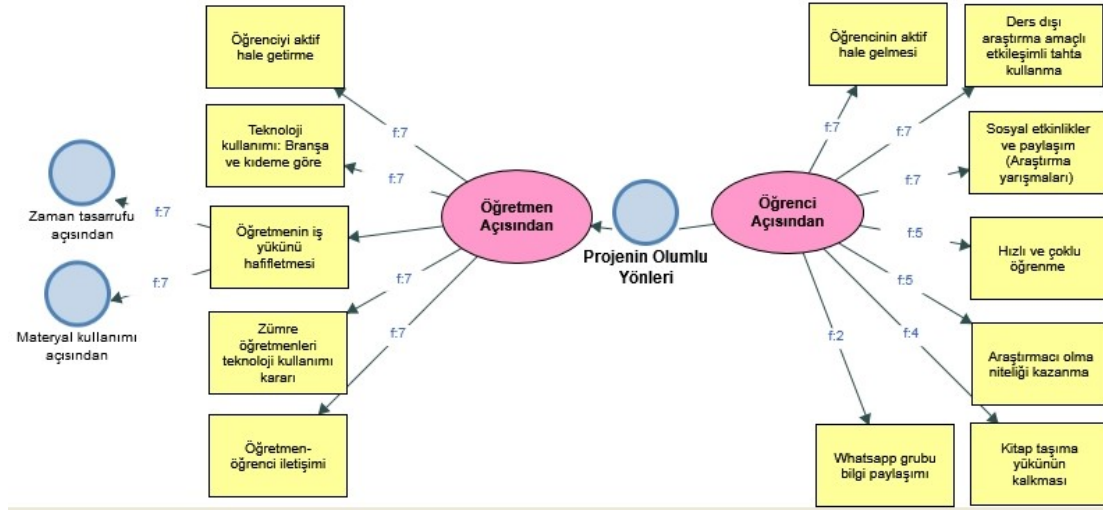 Öğrenciyi aktif
hale getirme
Öğrencinin aktif
hale gelmesi
Ders dışı
araştırma amaçlı
etkileşimli tahta
kullanma
f:7
f:7
f:7
Teknoloji
kullanımı: Branşa
ve kıdeme göre
f:7
Sosyal etkinlikler
ve paylaşım
(Araştırma
yarışmaları)
f:7
Öğretmen
Açısından
Öğrenci
Açısından
Projenin Olumlu
Yönleri
f:7
Zaman tasarrufu
açısından
Öğretmenin iş
yükünü
hafifletmesi
f:5
Hızlı ve çoklu
öğrenme
f:7
Materyal kullanımı
açısından
f:7
f:5
Zümre
öğretmenleri
teknoloji kullanımı
kararı
f:7
f:2
f:4
Araştırmacı olma
niteliği kazanma
Öğretmen-
öğrenci iletişimi
Whatsapp grubu
bilgi paylaşımı
Kitap taşıma
yükünün
kalkması